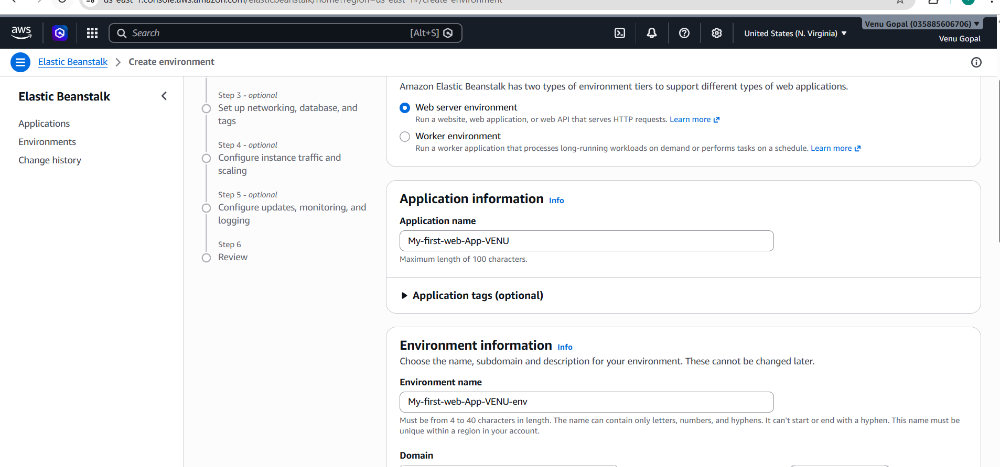 us-east-1.console.aws.amazon.com/elasticbeanstalk/home?region=us-east-1#/create-environment
aws
Search
[Alt+S]
United States (N. Virginia)
Venu Gopal (035885606706)
Venu Gopal
Elastic Beanstalk
Create environment
Elastic Beanstalk
Applications
Environments
Change history
Step 3 - optional
Set up networking, database, and
tags
Step 4 - optional
Configure instance traffic and
scaling
Step 5 - optional
Configure updates, monitoring, and
logging
Step 6
Review
Amazon Elastic Beanstalk has two types of environment tiers to support different types of web applications.
Web server environment
Run a website, web application, or web API that serves HTTP requests. Learn more
Worker environment
Run a worker application that processes long-running workloads on demand or performs tasks on a schedule. Learn more
Application information Info
Application name
My-first-web-App-VENU
Maximum length of 100 characters.
Application tags (optional)
Environment information Info
Choose the name, subdomain and description for your environment. These cannot be changed later.
Environment name
My-first-web-App-VENU-env
Must be from 4 to 40 characters in length. The name can contain only letters, numbers, and hyphens. It can't start or end with a hyphen. This name must be
unique within a region in your account.
Domain